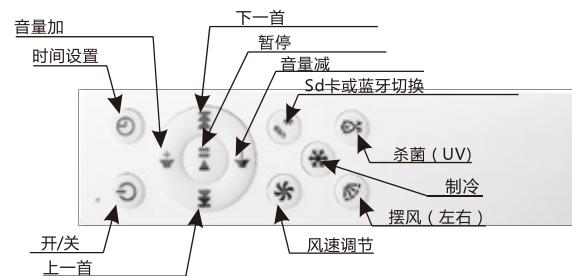 下一首
音量加
暂停
时间设置
音量减
Sd卡或蓝牙切换
杀菌（UV)
制冷
摆风（左右）
开/关
风速调节
上一首